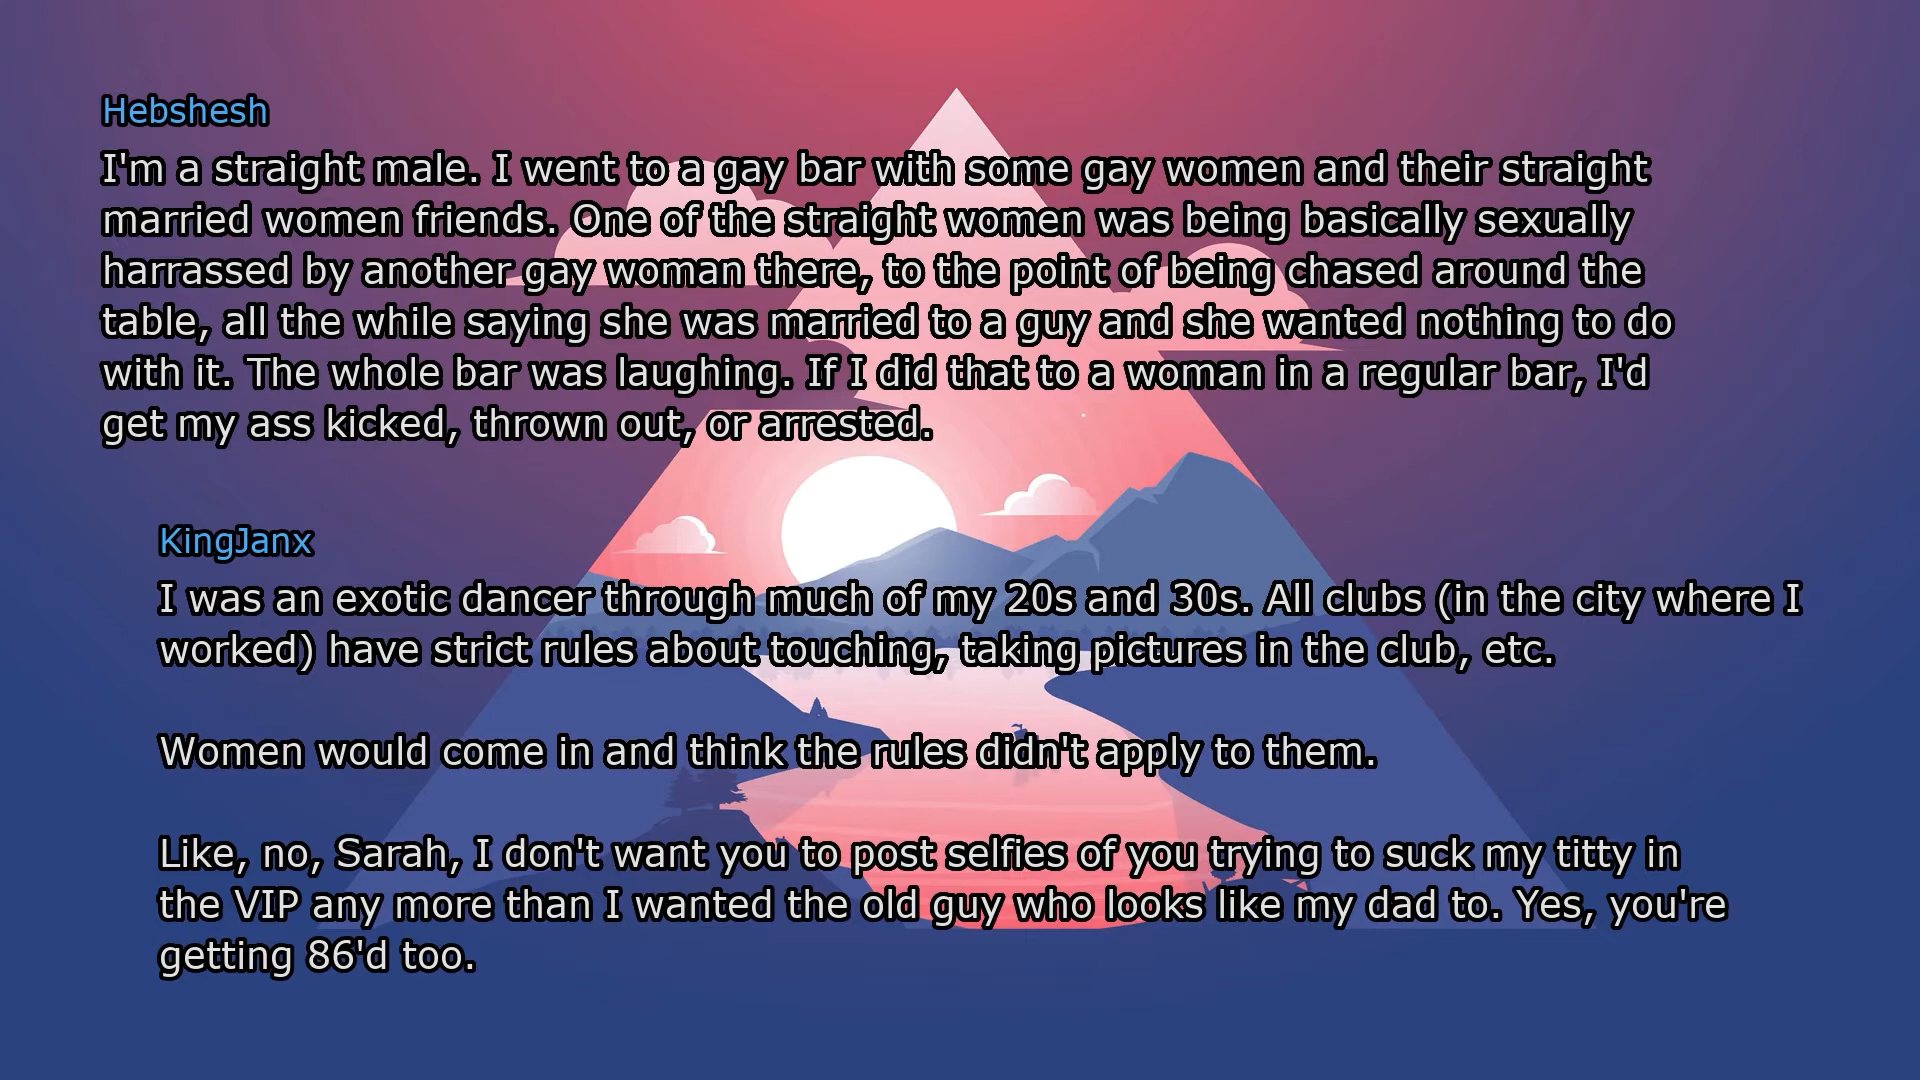 Hebshesh
I'm a straight male. I went to a gay bar with some gay women and their straight
married women friends. One of the straight women was being basically sexually
harrassed by another gay woman there, to the point of being chased around the
table, all the while saying she was married to a guy and she wanted nothing to do
with it. The whole bar was laughing. If I did that to a woman in a regular bar, I'd
get my ass kicked, thrown out, or arrested.
KingJanx
I was an exotic dancer through much of my 20s and 30s. All clubs (in the city where I
worked) have strict rules about touching, taking pictures in the club, etc.
Women would come in and think the rules didn't apply to them.
Like, no, Sarah, I don't want you to post selfies of you trying to suck my titty in
the VIP any more than I wanted the old guy who looks like my dad to. Yes, you're
getting 86'd too.